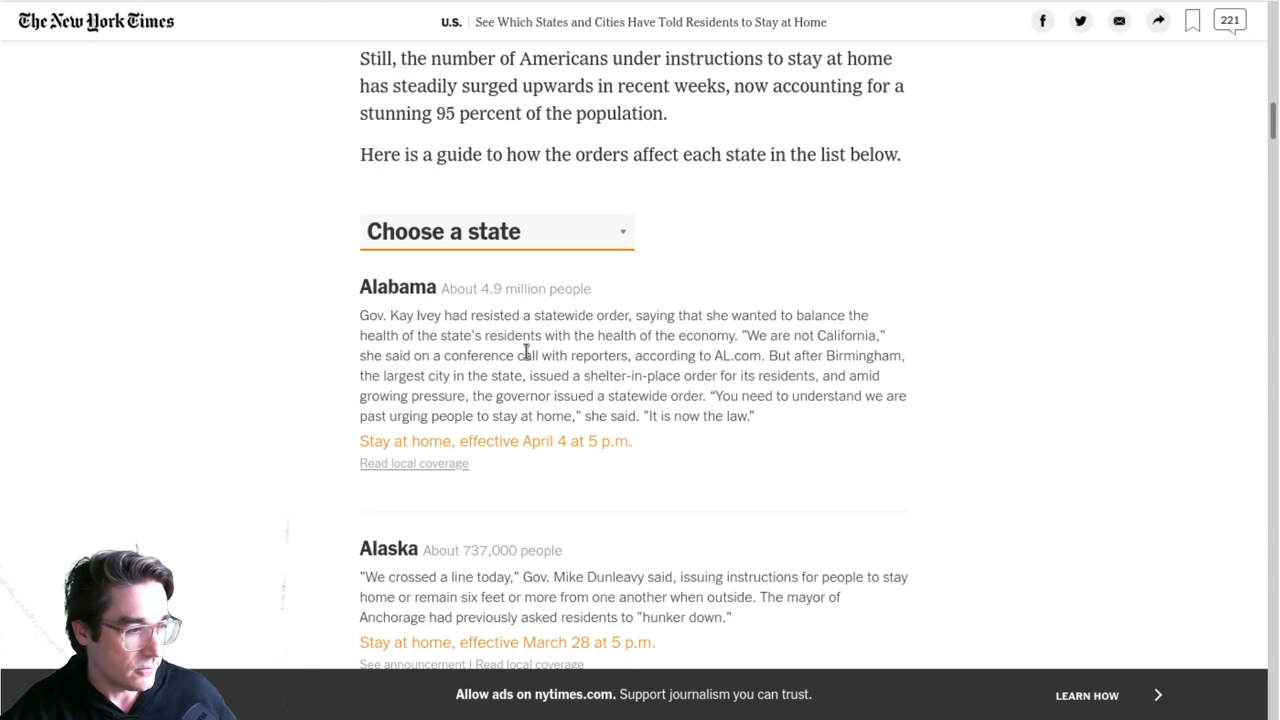 The New York Times
U.S. See Which States and Cities Have Told Residents to Stay at Home
221
Still, the number of Americans under instructions to stay at home
has steadily surged upwards in recent weeks, now accounting for a
stunning 95 percent of the population.
Here is a guide to how the orders affect each state in the list below.
Choose a state
Alabama About 4.9 million people
Gov. Kay Ivey had resisted a statewide order, saying that she wanted to balance the
health of the state's residents with the health of the economy. "We are not California,"
she said on a conference call with reporters, according to AL.com. But after Birmingham,
the largest city in the state, issued a shelter-in-place order for its residents, and amid
growing pressure, the governor issued a statewide order. “You need to understand we are
past urging people to stay at home,” she said. "It is now the law.”
Stay at home, effective April 4 at 5 p.m.
Read local coverage
Alaska About 737,000 people
"We crossed a line today,” Gov. Mike Dunleavy said, issuing instructions for people to stay
home or remain six feet or more from one another when outside. The mayor of
Anchorage had previously asked residents to "hunker down.”
Stay at home, effective March 28 at 5 p.m.
See announcement | Read local coverage
Allow ads on nytimes.com. Support journalism you can trust.
LEARN HOW